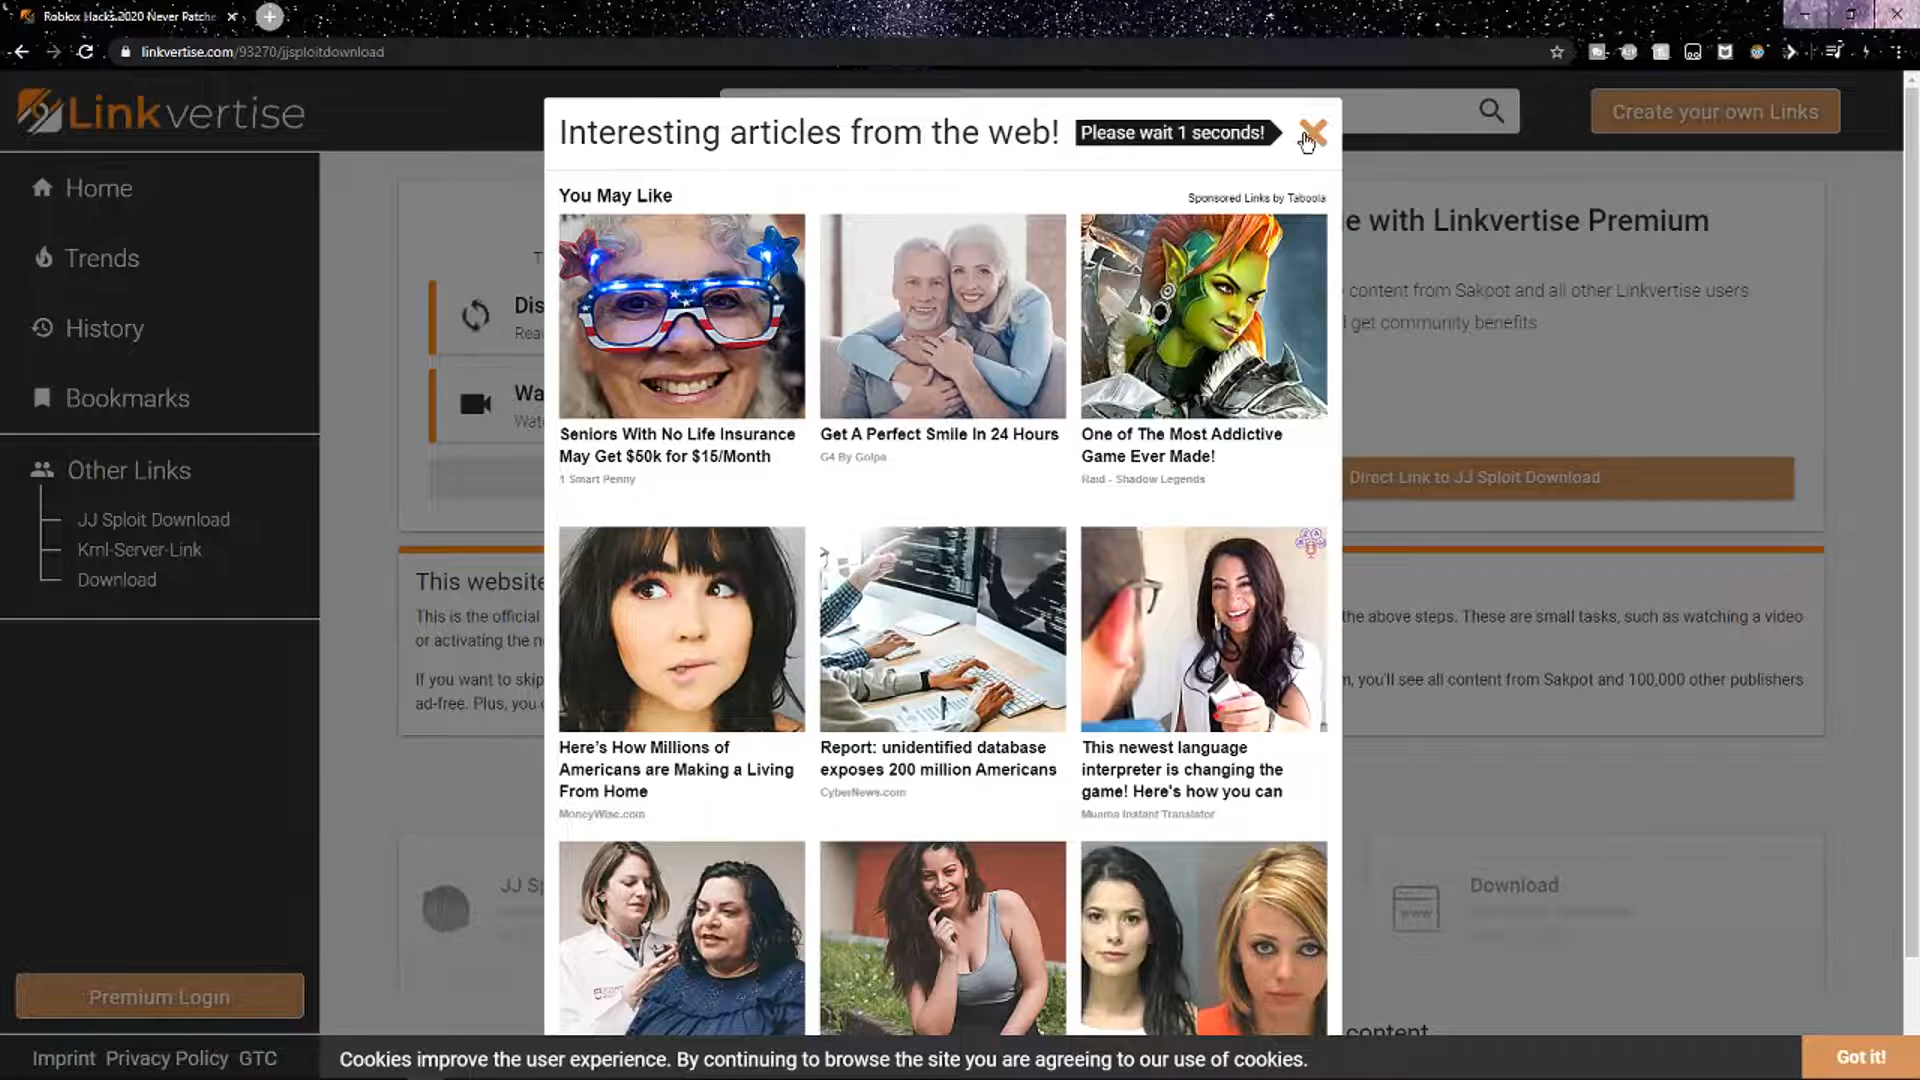 Roblox Hacks 2020 Never Patche
linkvertise.com/93270/jjsploitdownload
Linkvertise
Create your own Links
Home
Trends
History
Bookmarks
Other Links
JJ Sploit Download
Krnl-Server-Link
Download
Premium Login
Interesting articles from the web!
Please wait 1 seconds!
You May Like
Sponsored Links by Taboola
Seniors With No Life Insurance
May Get $50k for $15/Month
1 Smart Penny
Get A Perfect Smile In 24 Hours
G4 By Golpa
One of The Most Addictive
Game Ever Made!
Raid - Shadow Legends
Here's How Millions of
Americans are Making a Living
From Home
MoneyWise.com
Report: unidentified database
exposes 200 million Americans
CyberNews.com
This newest language
interpreter is changing the
game! Here's how you can
Muama Instant Translator
Dis
Rea
Wa
Wat
e with Linkvertise Premium
content from Sakpot and all other Linkvertise users
get community benefits
Direct Link to JJ Sploit Download
This website
This is the official
or activating the n
If you want to skip
ad-free. Plus, you
the above steps. These are small tasks, such as watching a video
, you'll see all content from Sakpot and 100,000 other publishers
JJ Sp
Download
www
content
Imprint Privacy Policy GTC
Cookies improve the user experience. By continuing to browse the site you are agreeing to our use of cookies.
Got it!